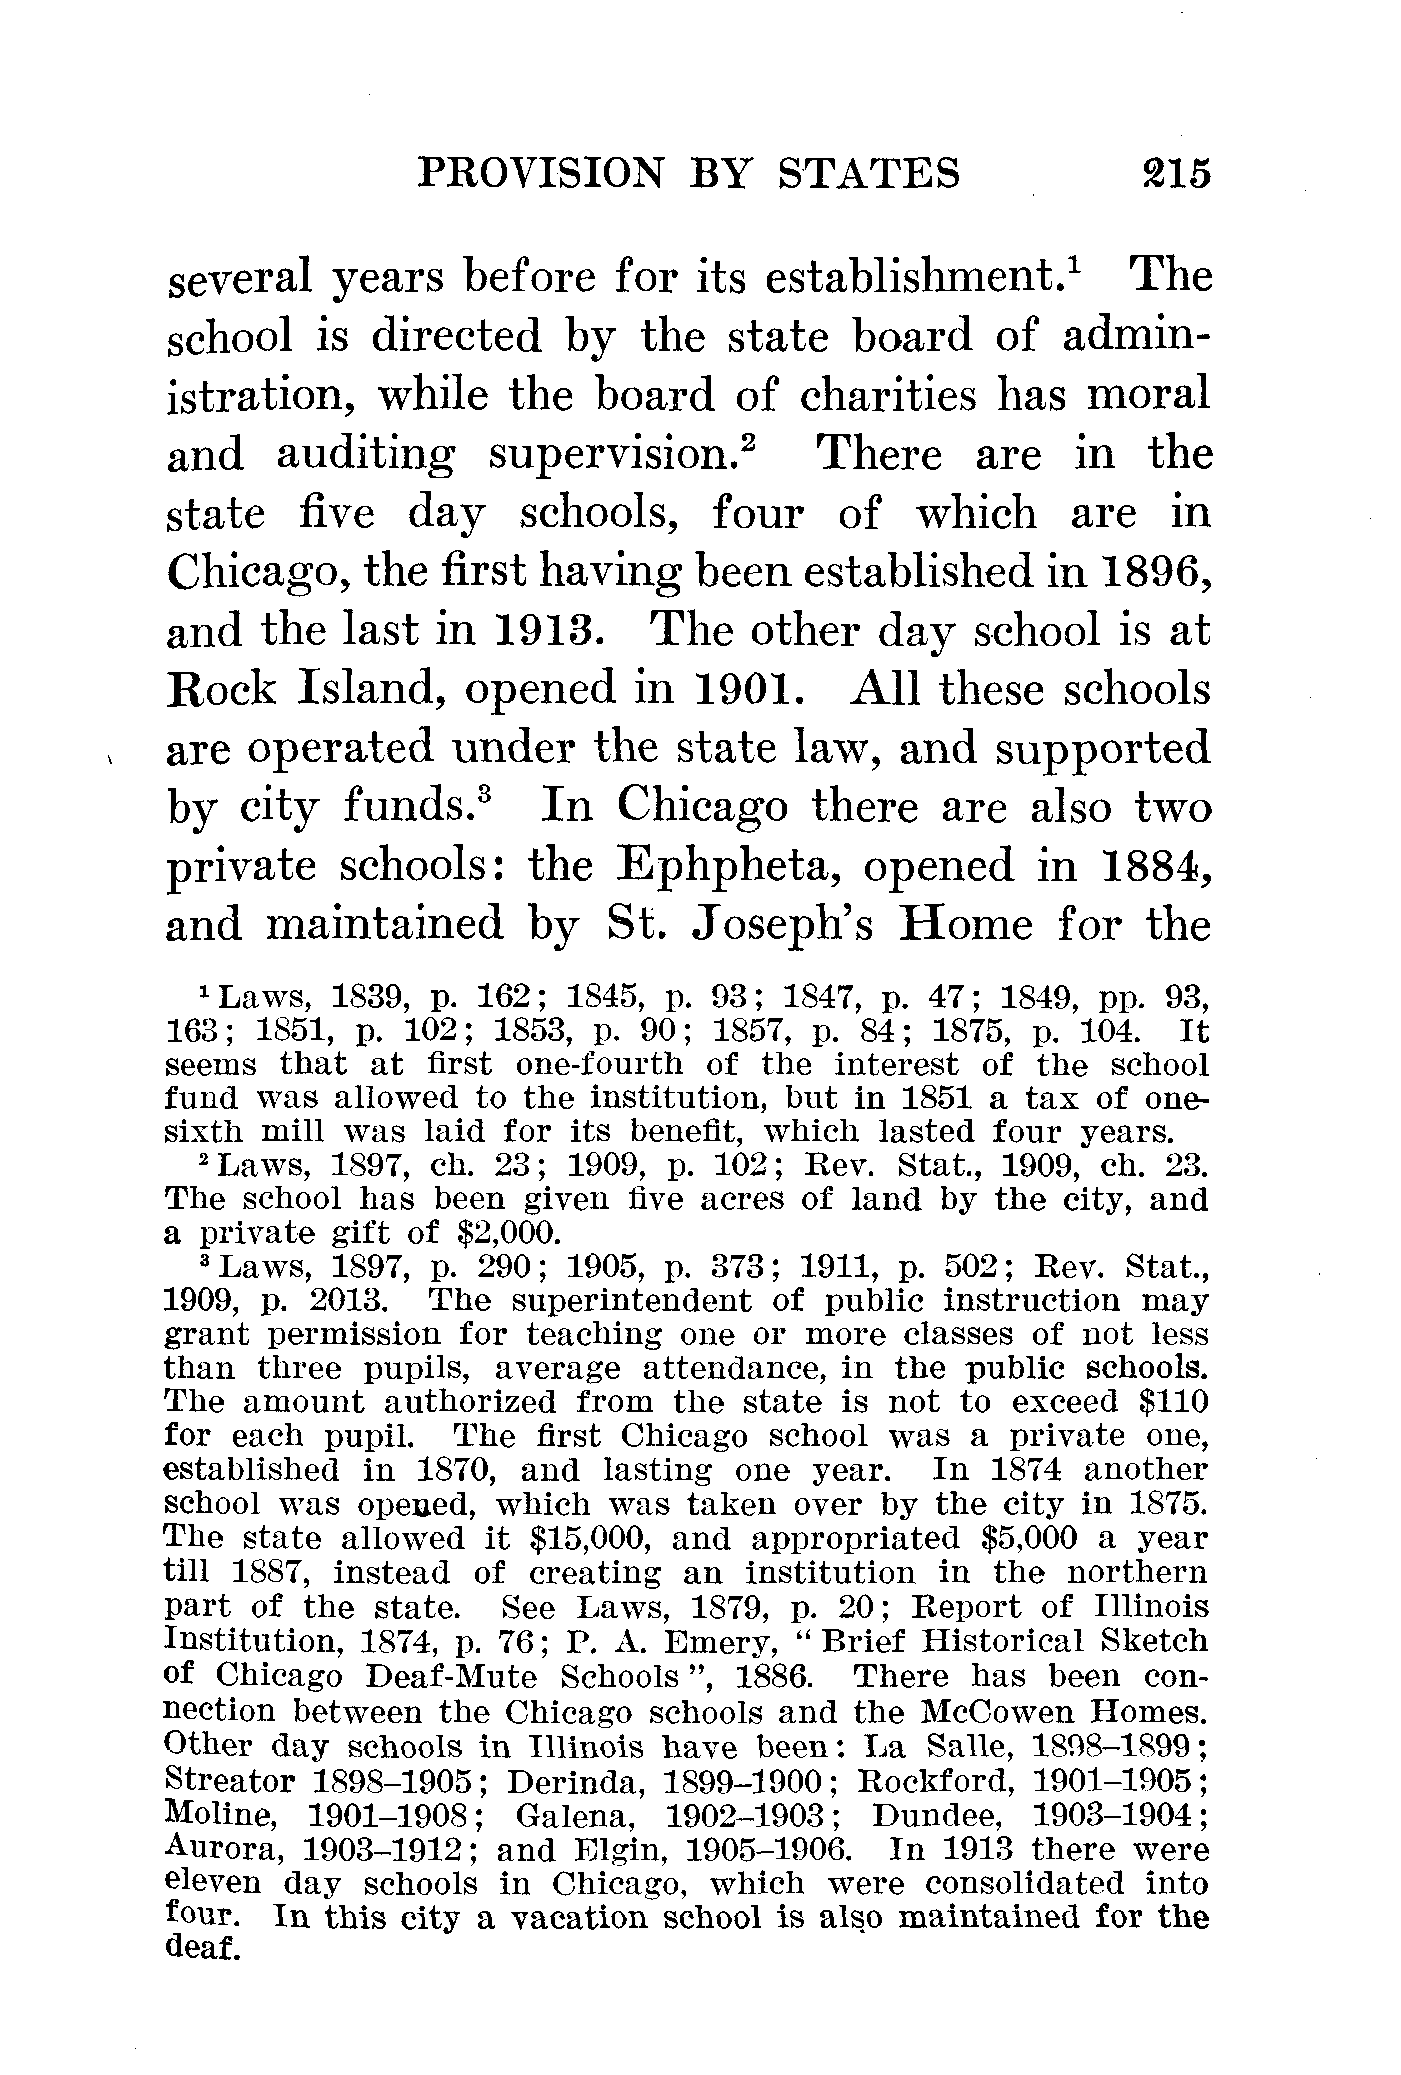 PROVISION BY STATES 215
several years before for its establishment.¹ The
school is directed by the state board of admin-
istration, while the board of charities has moral
and auditing supervision.² There are in the
state five day schools, four of which are in
Chicago, the first having been established in 1896,
and the last in 1913. The other day school is at
Rock Island, opened in 1901. All these schools
are operated under the state law, and supported
by city funds.³ In Chicago there are also two
private schools: the Ephpheta, opened in 1884,
and maintained by St. Joseph's Home for the
¹ Laws, 1839, p. 162; 1845, p. 93; 1847, p. 47; 1849, pp. 93,
163; 1851, p. 102; 1853, p. 90; 1857, p. 84; 1875, p. 104. It
seems that at first one-fourth of the interest of the school
fund was allowed to the institution, but in 1851 a tax of one-
sixth mill was laid for its benefit, which lasted four years.
² Laws, 1897, ch. 23; 1909, p. 102; Rev. Stat., 1909, ch. 23.
The school has been given five acres of land by the city, and
a private gift of $2,000.
³ Laws, 1897, p. 290; 1905, p. 373; 1911, p. 502; Rev. Stat.,
1909, p. 2013. The superintendent of public instruction may
grant permission for teaching one or more classes of not less
than three pupils, average attendance, in the public schools.
The amount authorized from the state is not to exceed $110
for each pupil. The first Chicago school was a private one,
established in 1870, and lasting one year. In 1874 another
school was opened, which was taken over by the city in 1875.
The state allowed it $15,000, and appropriated $5,000 a year
till 1887, instead of creating an institution in the northern
part of the state. See Laws, 1879, p. 20; Report of Illinois
Institution, 1874, p. 76; P. A. Emery, "Brief Historical Sketch
of Chicago Deaf-Mute Schools", 1886. There has been con-
nection between the Chicago schools and the McCowen Homes.
Other day schools in Illinois have been: La Salle, 1898–1899;
Streator 1898–1905; Derinda, 1899–1900; Rockford, 1901–1905;
Moline, 1901–1908; Galena, 1902–1903; Dundee, 1903–1904;
Aurora, 1903–1912; and Elgin, 1905–1906. In 1913 there were
eleven day schools in Chicago, which were consolidated into
four. In this city a vacation school is also maintained for the
deaf.